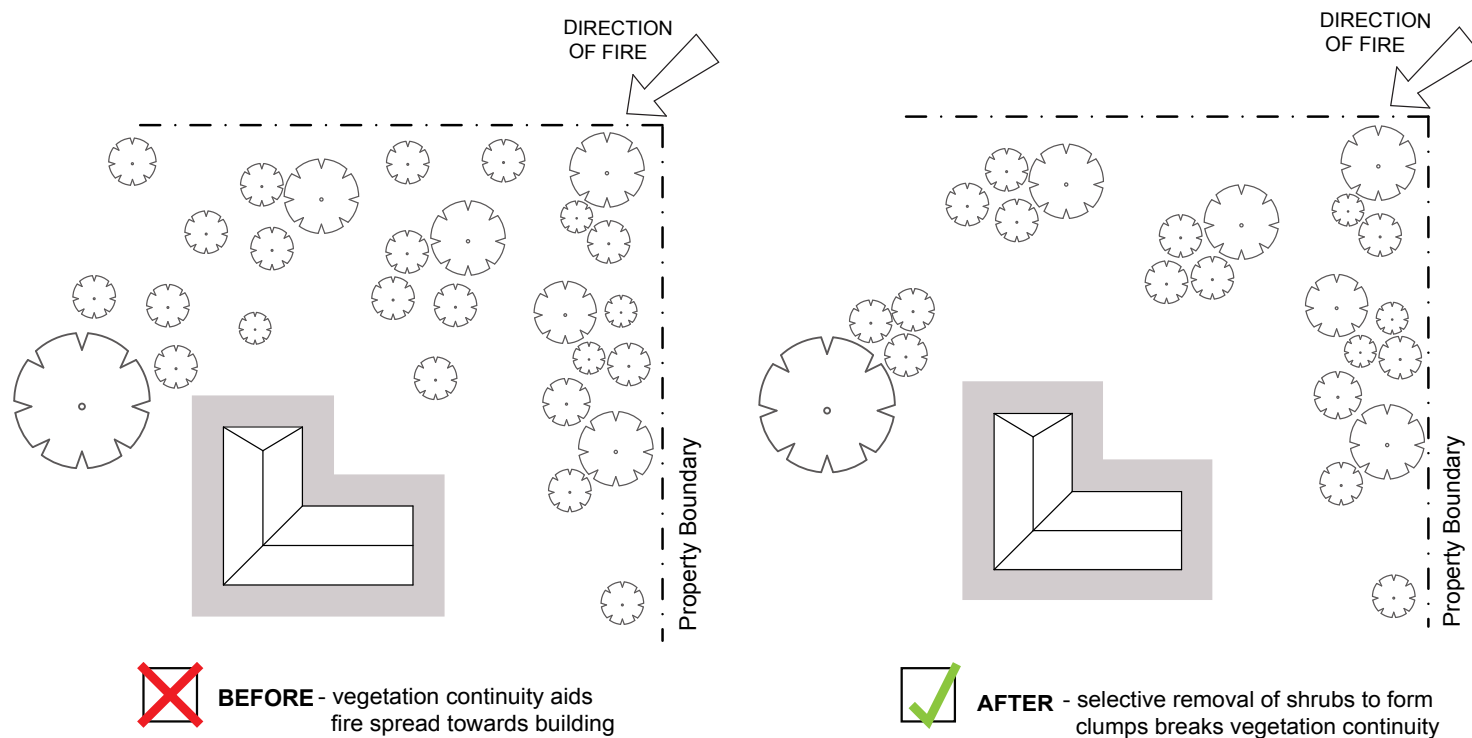 DIRECTION
OF FIRE
Property Boundary
BEFORE - vegetation continuity aids
fire spread towards building
DIRECTION
OF FIRE
Property Boundary
AFTER - selective removal of shrubs to form
clumps breaks vegetation continuity